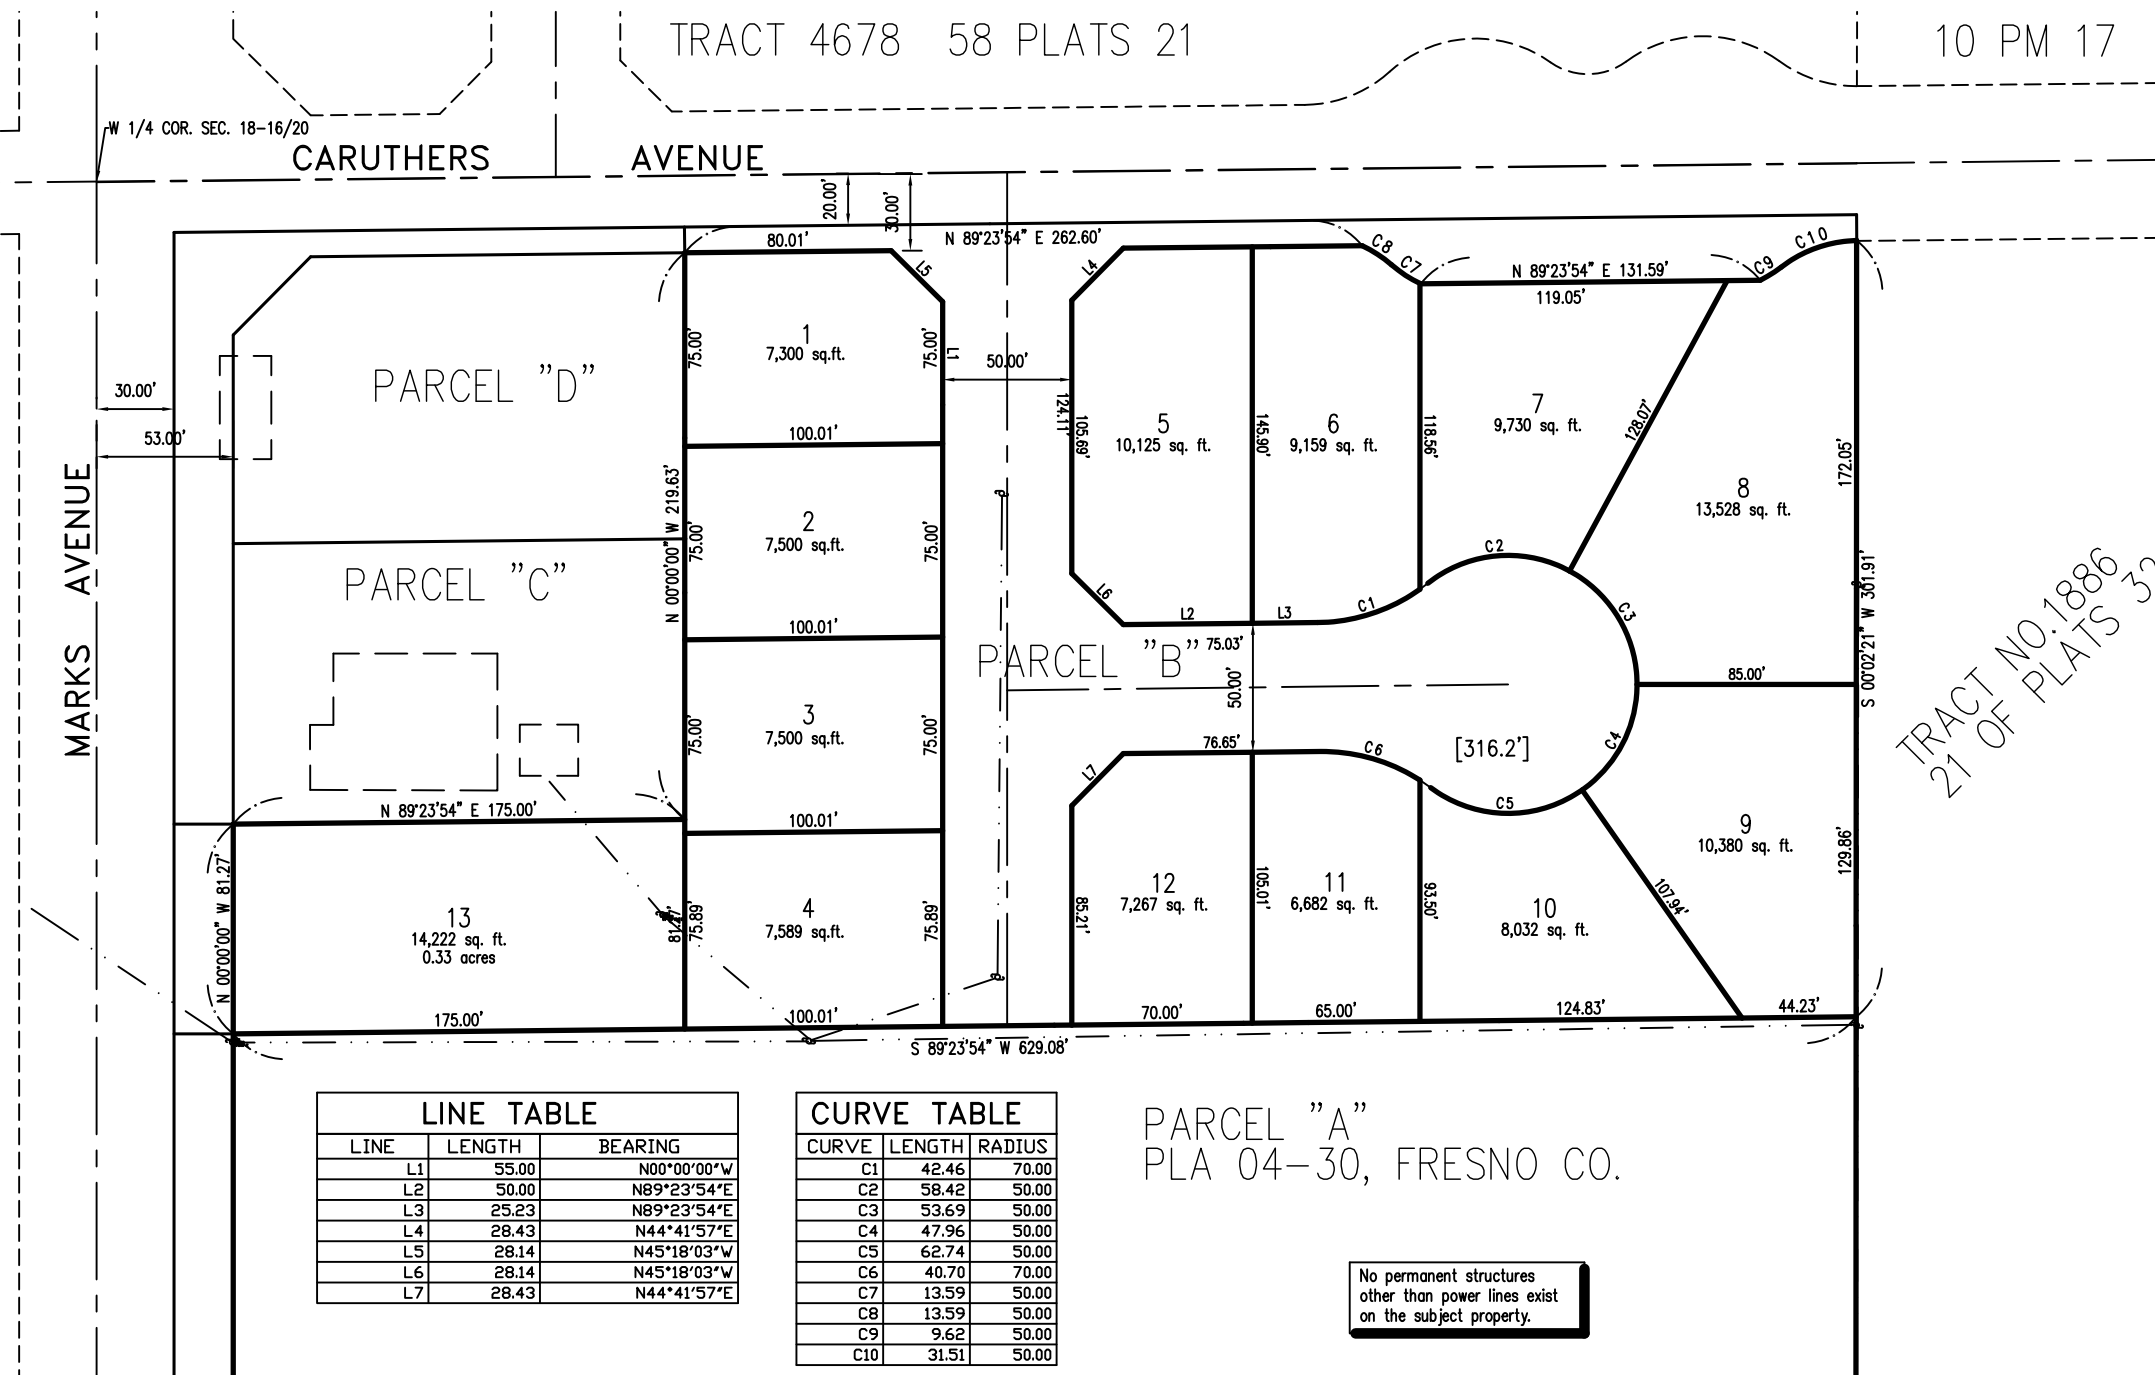 TRACT 4678 58 PLATS 21
10 PM 17
W 1/4 COR. SEC. 18-16/20
CARUTHERS AVENUE
20.00'
30.00'
80.01'
N 89°23'54" E 262.60'
L5
L4
C8
C7
N 89°23'54" E 131.59'
119.05'
C9
C10
PARCEL "D"
30.00'
53.00'
MARKS AVENUE
75.00'
1
7,300 sq.ft.
75.00'
L1
50.00'
100.01'
124.11'
105.69'
5
10,125 sq. ft.
145.90'
6
9,159 sq. ft.
118.56'
7
9,730 sq. ft.
128.07'
8
13,528 sq. ft.
172.05'
S 00°02'21" W 301.91'
TRACT NO.1886
21 OF PLATS
N 00°00'00" W 219.63'
75.00'
2
7,500 sq.ft.
75.00'
100.01'
PARCEL "C"
L6
L2
L3
C1
C2
C3
PARCEL "B"
75.03'
50.00'
85.00'
75.00'
3
7,500 sq.ft.
75.00'
100.01'
76.65'
L7
C6
[316.2']
C4
C5
N 89°23'54" E 175.00'
N 00°00'00" W 81.27'
13
14,222 sq. ft.
0.33 acres
175.00'
75.89'
4
7,589 sq.ft.
75.89'
100.01'
85.21'
12
7,267 sq. ft.
105.01'
11
6,682 sq. ft.
93.50'
10
8,032 sq. ft.
107.94'
9
10,380 sq. ft.
129.86'
70.00'
65.00'
124.83'
44.23'
S 89°23'54" W 629.08'
LINE TABLE
LINE LENGTH BEARING
L1 55.00 N00°00'00"W
L2 50.00 N89°23'54"E
L3 25.23 N89°23'54"E
L4 28.43 N44°41'57"E
L5 28.14 N45°18'03"W
L6 28.14 N45°18'03"W
L7 28.43 N44°41'57"E
CURVE TABLE
CURVE LENGTH RADIUS
C1 42.46 70.00
C2 58.42 50.00
C3 53.69 50.00
C4 47.96 50.00
C5 62.74 50.00
C6 40.70 70.00
C7 13.59 50.00
C8 13.59 50.00
C9 9.62 50.00
C10 31.51 50.00
PARCEL "A"
PLA 04-30, FRESNO CO.
No permanent structures
other than power lines exist
on the subject property.